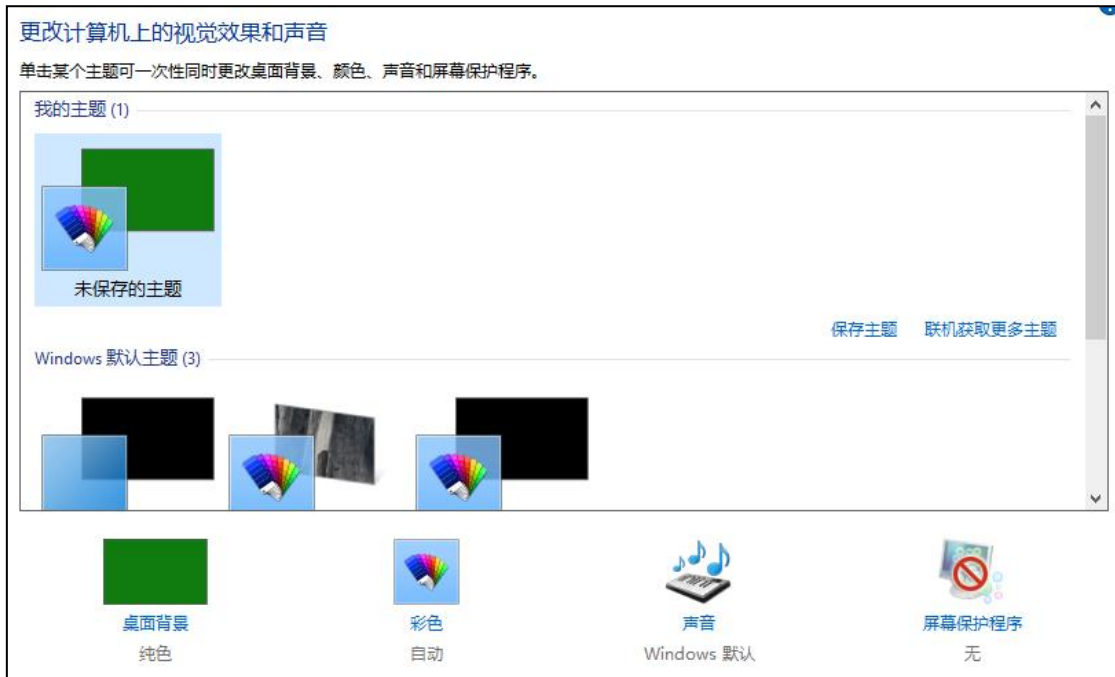 更改计算机上的视觉效果和声音
单击某个主题可一次性同时更改桌面背景、颜色、声音和屏幕保护程序。
我的主题 (1)
未保存的主题
保存主题 联机获取更多主题
Windows 默认主题 (3)
桌面背景 彩色 声音 屏幕保护程序
纯色 自动 Windows 默认 无